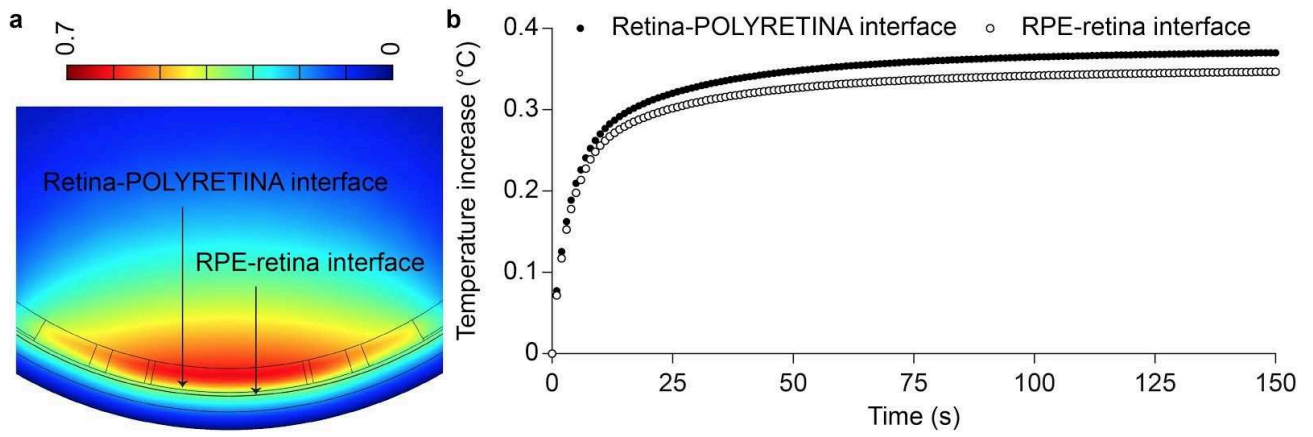 a
0.7
0
Retina-POLYRETINA interface
RPE-retina interface
b
Retina-POLYRETINA interface
RPE-retina interface
Temperature increase (°C)
0.4
0.3
0.2
0.1
0
0 25 50 75 100 125 150
Time (s)